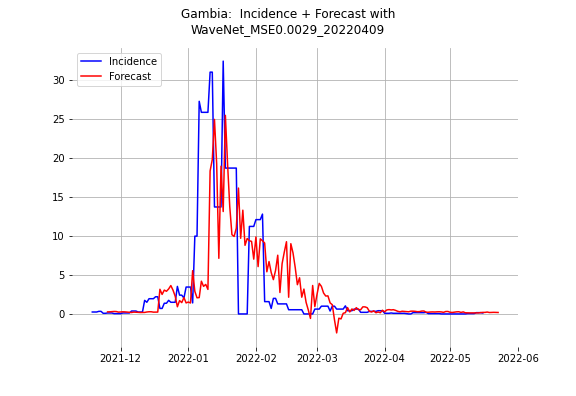 Gambia: Incidence + Forecast with
WaveNet_MSE0.0029_20220409
Incidence
Forecast
30
25
20
15
10
5
0
2021-12 2022-01 2022-02 2022-03 2022-04 2022-05 2022-06